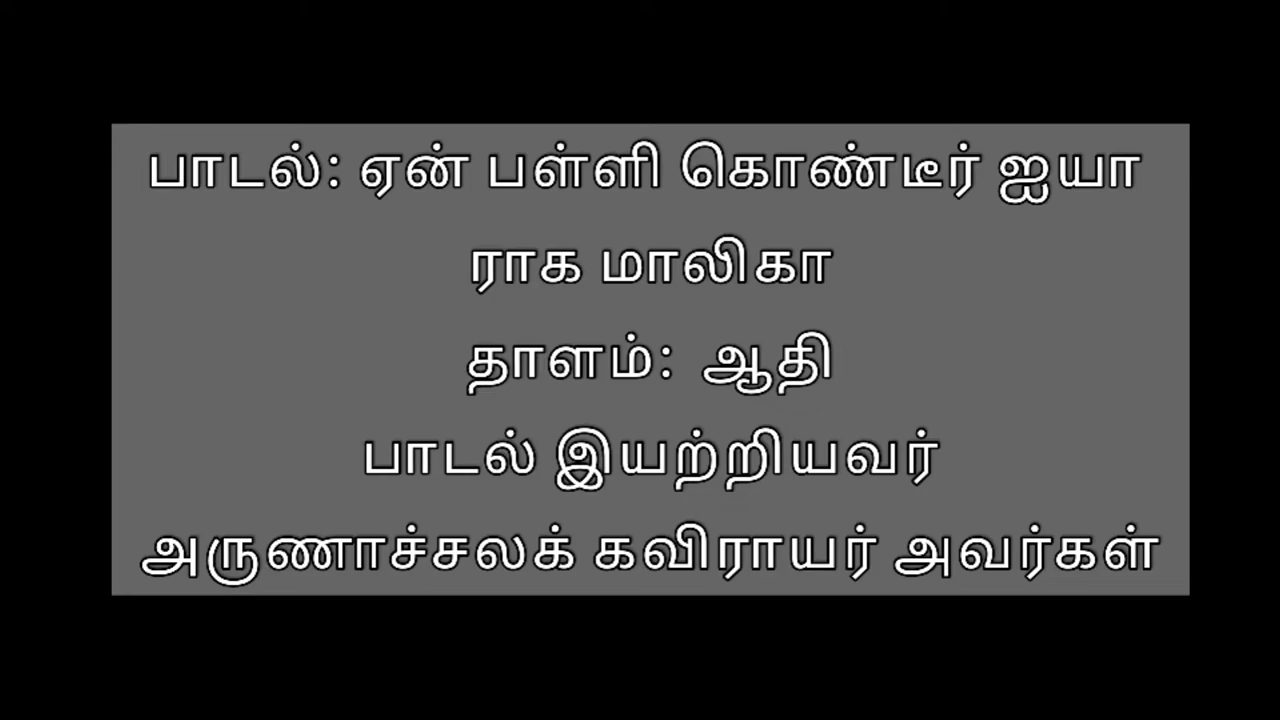 பாடல்: ஏன் பள்ளி கொண்டீர் ஐயா
ராக மாலிகா
தாளம்: ஆதி
பாடல் இயற்றியவர்
அருணாச்சலக் கவிராயர் அவர்கள்